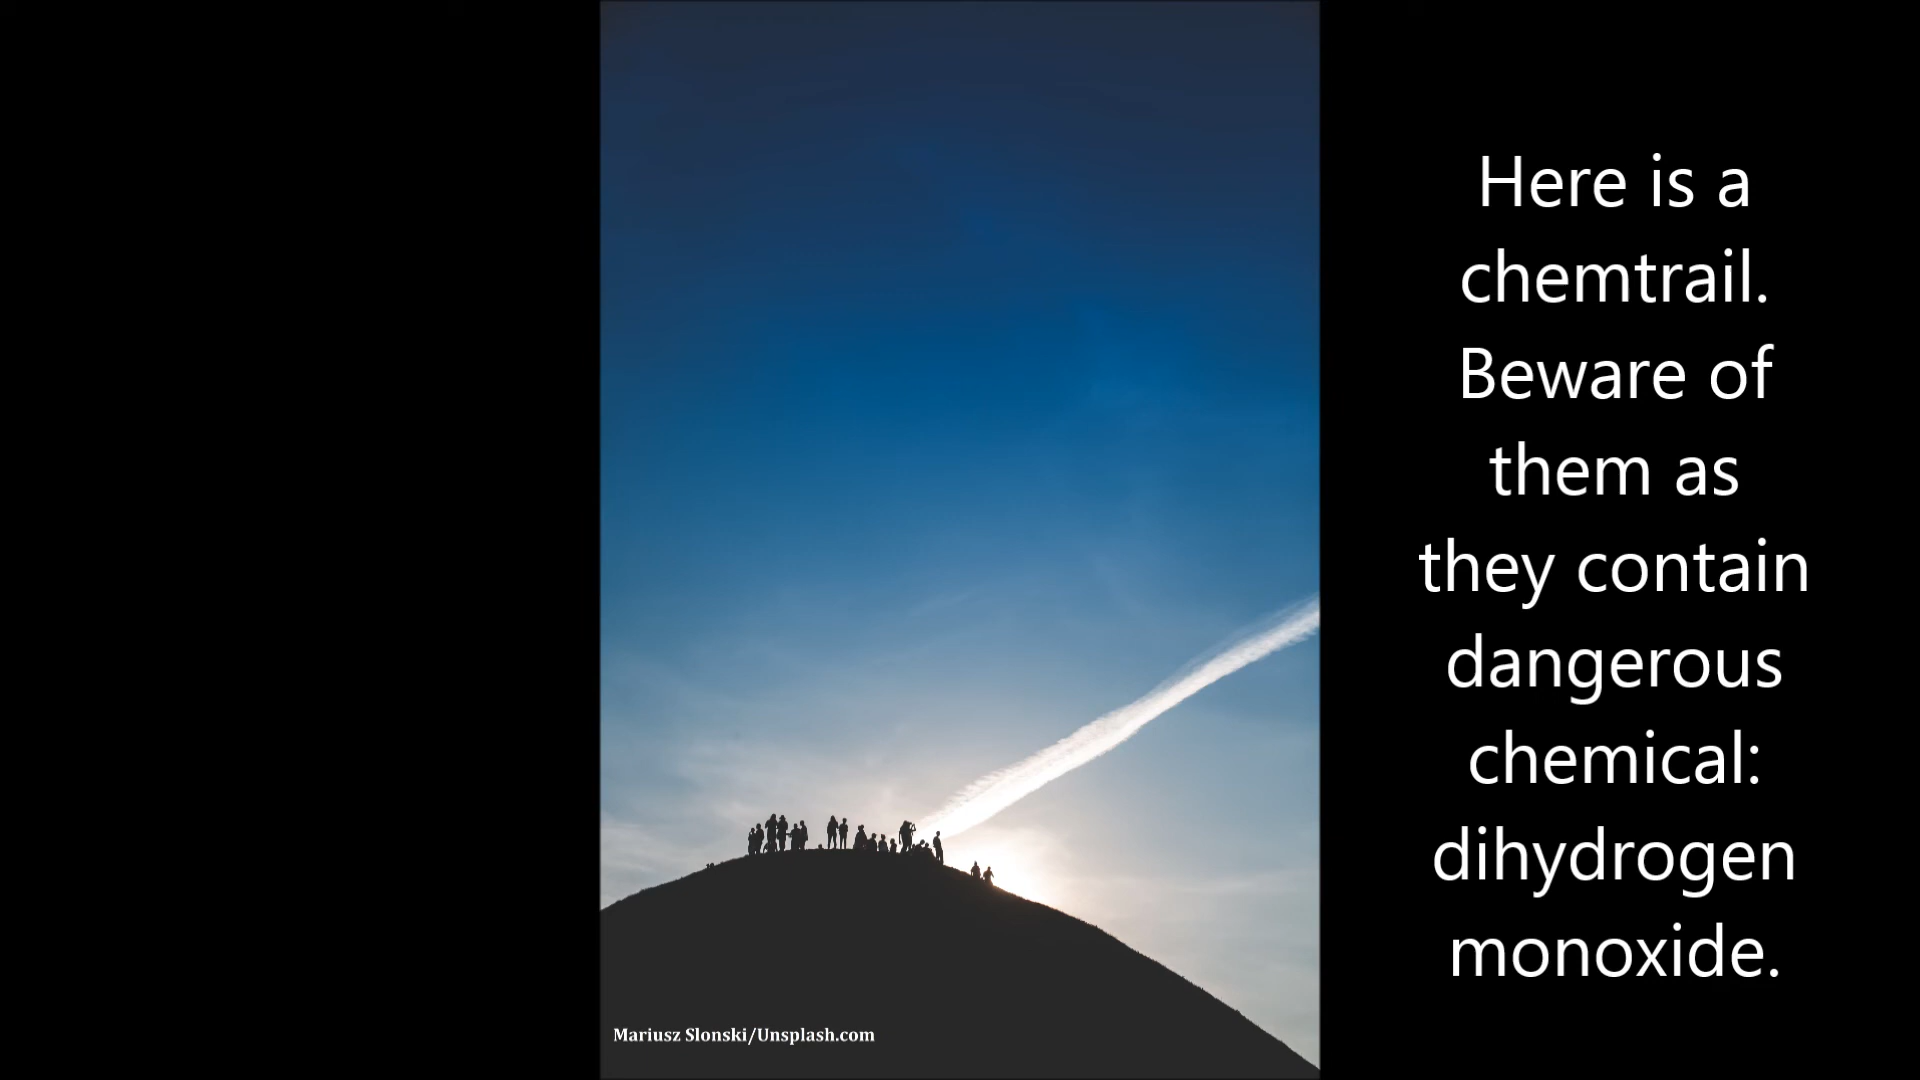 Here is a
chemtrail.
Beware of
them as
they contain
dangerous
chemical:
dihydrogen
monoxide.
Mariusz Slonski/Unsplash.com